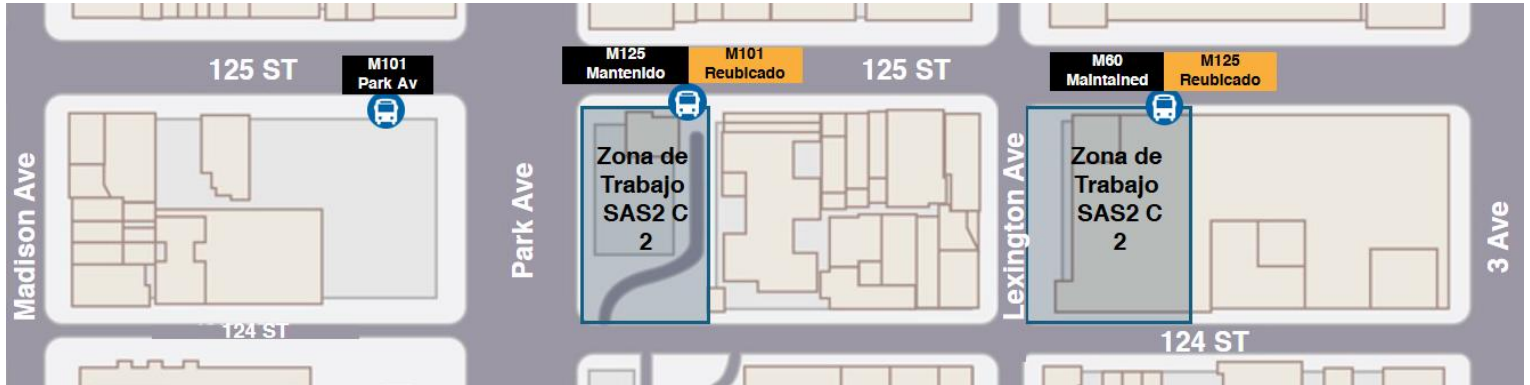 125 ST
M101
Park Av
M125
Mantenido
M101
Reubicado
125 ST
M60
Maintained
M125
Reubicado
Madison Ave
Park Ave
Zona de
Trabajo
SAS2 C
2
Lexington Ave
Zona de
Trabajo
SAS2 C
2
3 Ave
124 ST
124 ST